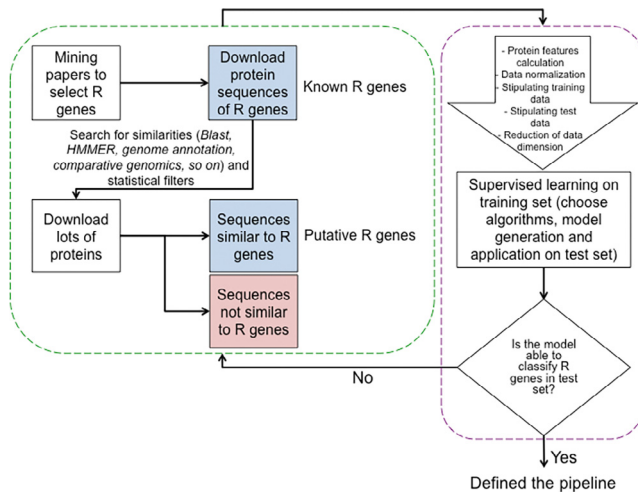 Mining
papers to
select R
genes
Download
protein
sequences
of R genes
Known R genes
Search for similarities (Blast,
HMMER, genome annotation,
comparative genomics, so on) and
statistical filters
Download
lots of
proteins
Sequences
similar to R
genes
Putative R genes
Sequences
not similar
to R genes
- Protein features
calculation
- Data normalization
- Stipulating training
data
- Stipulating test
data
- Reduction of data
dimension
Supervised learning on
training set (choose
algorithms, model
generation and
application on test set)
Is the model
able to
classify R
genes in test
set?
No
Yes
Defined the pipeline